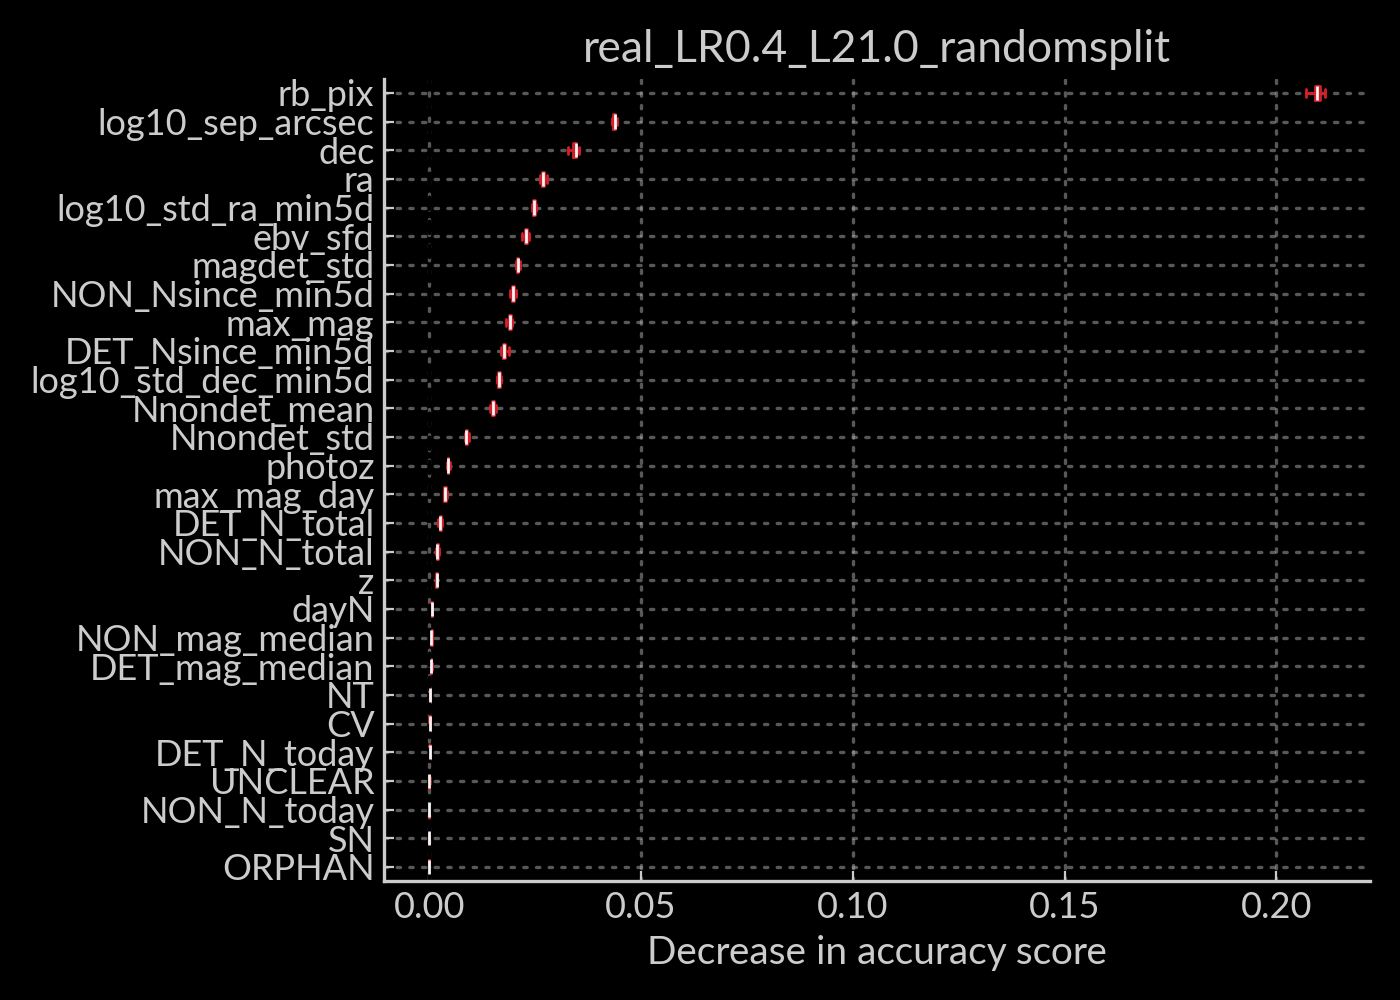 real_LR0.4_L21.0_randomsplit
rb_pix
log10_sep_arcsec
dec
ra
log10_std_ra_min5d
ebv_sfd
magdet_std
NON_Nsince_min5d
max_mag
DET_Nsince_min5d
log10_std_dec_min5d
Nnondet_mean
Nnondet_std
photoz
max_mag_day
DET_N_total
NON_N_total
z
dayN
NON_mag_median
DET_mag_median
NT
CV
DET_N_today
UNCLEAR
NON_N_today
SN
ORPHAN
0.00 0.05 0.10 0.15 0.20
Decrease in accuracy score